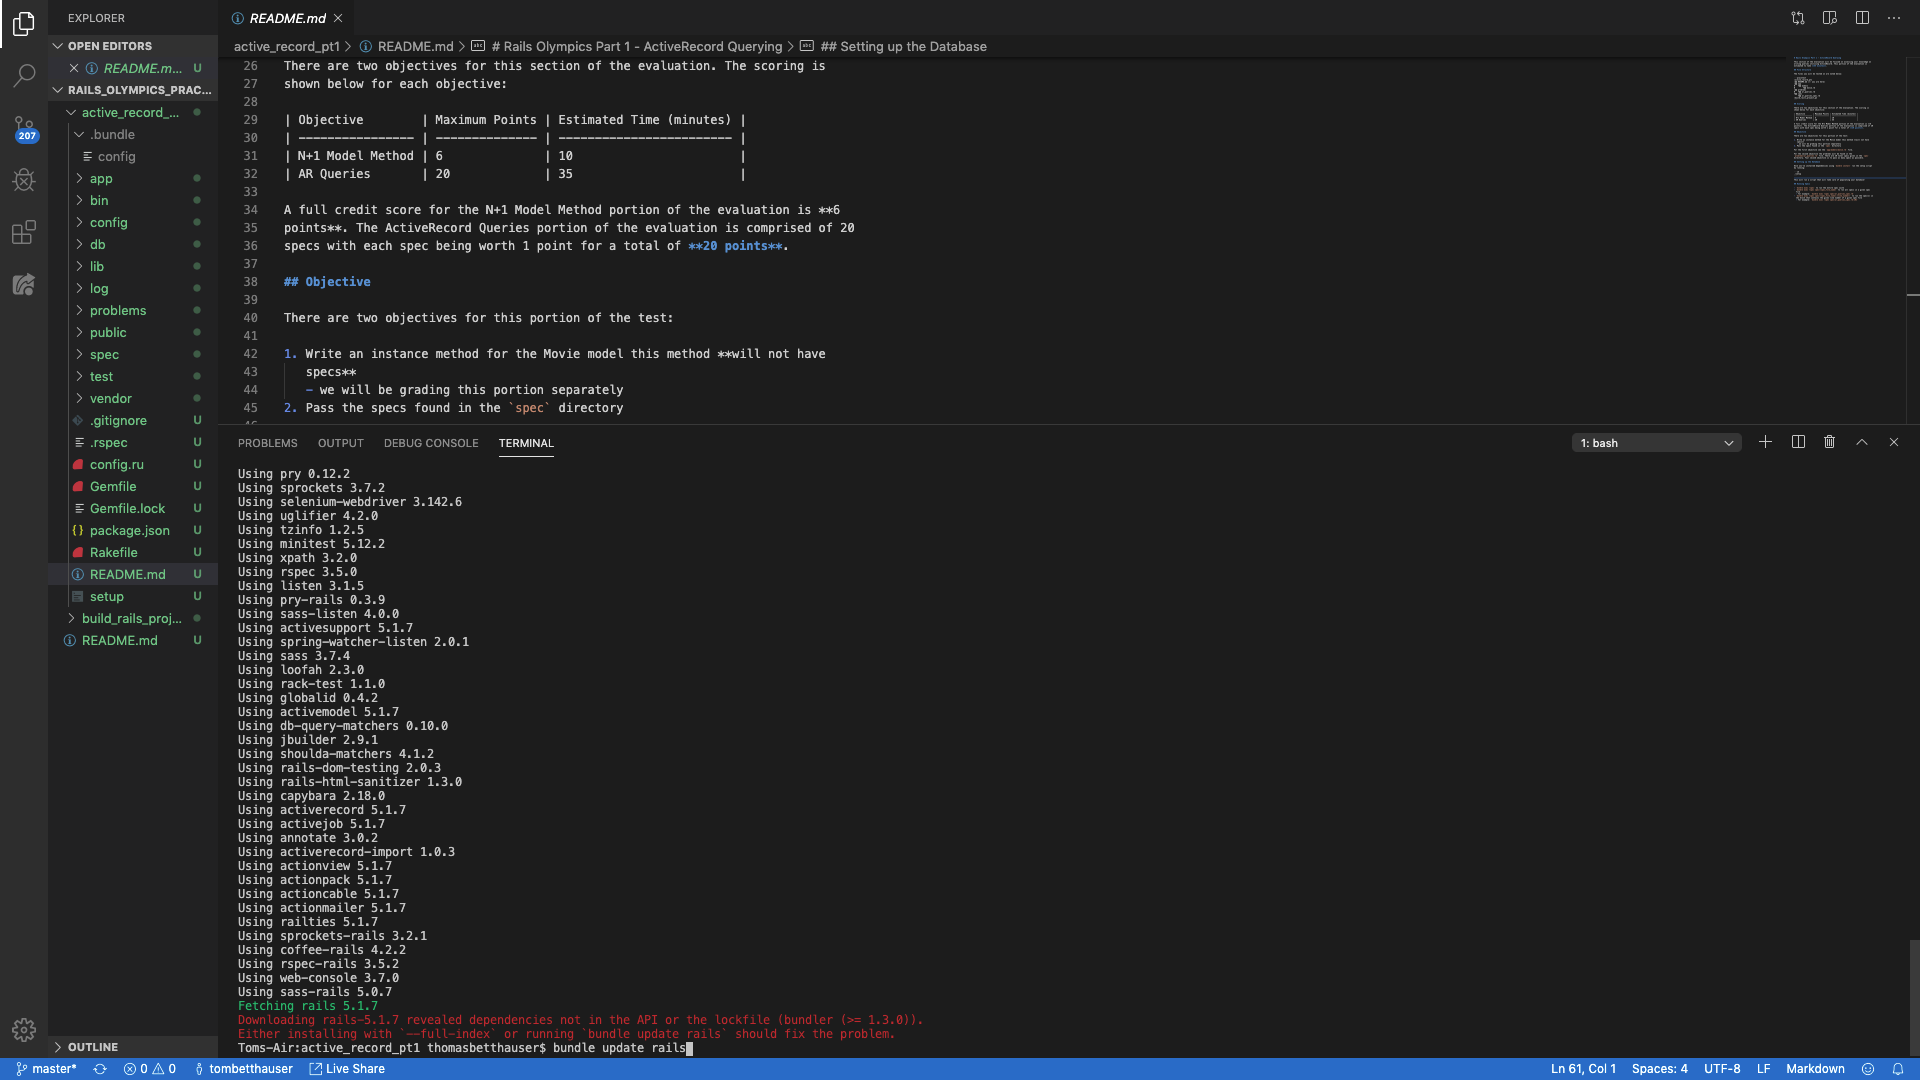 EXPLORER
OPEN EDITORS
README.m... U
RAILS_OLYMPICS_PRAC...
active_record_...
.bundle
config
app
bin
config
db
lib
log
problems
public
spec
test
vendor
.gitignore U
.rspec U
config.ru U
Gemfile U
Gemfile.lock U
package.json U
Rakefile U
README.md U
setup U
build_rails_proj...
README.md U
OUTLINE
207
README.md
active_record_pt1 > README.md > # Rails Olympics Part 1 - ActiveRecord Querying > ## Setting up the Database
26 There are two objectives for this section of the evaluation. The scoring is
27 shown below for each objective:
28
29 | Objective | Maximum Points | Estimated Time (minutes) |
30 | ---------------- | -------------- | ------------------------ |
31 | N+1 Model Method | 6 | 10 |
32 | AR Queries | 20 | 35 |
33
34 A full credit score for the N+1 Model Method portion of the evaluation is **6
35 points**. The ActiveRecord Queries portion of the evaluation is comprised of 20
36 specs with each spec being worth 1 point for a total of **20 points**.
37
38 ## Objective
39
40 There are two objectives for this portion of the test:
41
42 1. Write an instance method for the Movie model this method **will not have
43 specs**
44 - we will be grading this portion separately
45 2. Pass the specs found in the `spec` directory
PROBLEMS OUTPUT DEBUG CONSOLE TERMINAL
1: bash
Using pry 0.12.2
Using sprockets 3.7.2
Using selenium-webdriver 3.142.6
Using uglifier 4.2.0
Using tzinfo 1.2.5
Using minitest 5.12.2
Using xpath 3.2.0
Using rspec 3.5.0
Using listen 3.1.5
Using pry-rails 0.3.9
Using sass-listen 4.0.0
Using activesupport 5.1.7
Using spring-watcher-listen 2.0.1
Using sass 3.7.4
Using loofah 2.3.0
Using rack-test 1.1.0
Using globalid 0.4.2
Using activemodel 5.1.7
Using db-query-matchers 0.10.0
Using jbuilder 2.9.1
Using shoulda-matchers 4.1.2
Using rails-dom-testing 2.0.3
Using rails-html-sanitizer 1.3.0
Using capybara 2.18.0
Using activerecord 5.1.7
Using activejob 5.1.7
Using annotate 3.0.2
Using activerecord-import 1.0.3
Using actionview 5.1.7
Using actionpack 5.1.7
Using actioncable 5.1.7
Using actionmailer 5.1.7
Using railties 5.1.7
Using sprockets-rails 3.2.1
Using coffee-rails 4.2.2
Using rspec-rails 3.5.2
Using web-console 3.7.0
Using sass-rails 5.0.7
Fetching rails 5.1.7
Downloading rails-5.1.7 revealed dependencies not in the API or the lockfile (bundler (>= 1.3.0)).
Either installing with `--full-index` or running `bundle update rails` should fix the problem.
Toms-Air:active_record_pt1 thomasbetthauser$ bundle update rails
master* 0 0 tombetthauser Live Share
Ln 61, Col 1 Spaces: 4 UTF-8 LF Markdown